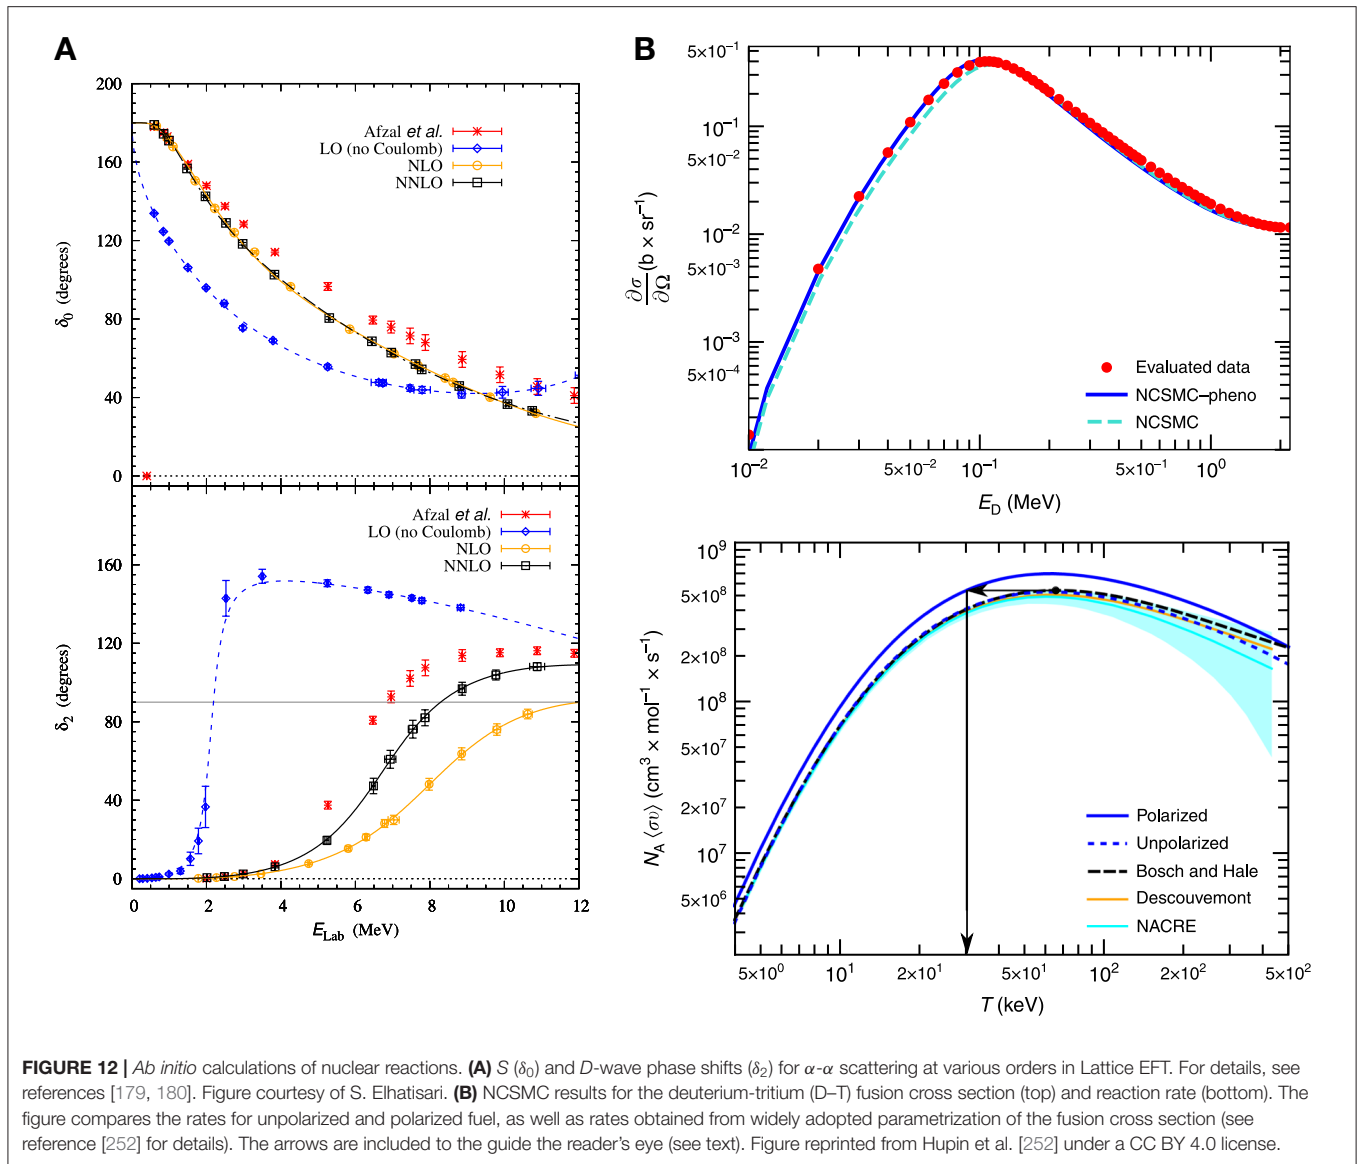 A
200
160
120
80
40
0
δ0 (degrees)
Afzal et al.
LO (no Coulomb)
NLO
NNLO
160
120
80
40
0
δ2 (degrees)
Afzal et al.
LO (no Coulomb)
NLO
NNLO
0 2 4 6 8 10 12
ELab (MeV)
B
5×10−1
10−1
5×10−2
10−2
5×10−3
10−3
5×10−4
∂σ/∂Ω (b × sr−1)
Evaluated data
NCSMC–pheno
NCSMC
10−2 5×10−2 10−1 5×10−1 100
ED (MeV)
109
5×108
2×108
108
5×107
2×107
107
5×106
NA ⟨συ⟩ (cm3 × mol−1 × s−1)
Polarized
Unpolarized
Bosch and Hale
Descouvemont
NACRE
5×100 101 2×101 5×101 102 2×102 5×102
T (keV)
FIGURE 12 | Ab initio calculations of nuclear reactions. (A) S (δ0) and D-wave phase shifts (δ2) for α-α scattering at various orders in Lattice EFT. For details, see
references [179, 180]. Figure courtesy of S. Elhatisari. (B) NCSMC results for the deuterium-tritium (D–T) fusion cross section (top) and reaction rate (bottom). The
figure compares the rates for unpolarized and polarized fuel, as well as rates obtained from widely adopted parametrization of the fusion cross section (see
reference [252] for details). The arrows are included to the guide the reader's eye (see text). Figure reprinted from Hupin et al. [252] under a CC BY 4.0 license.